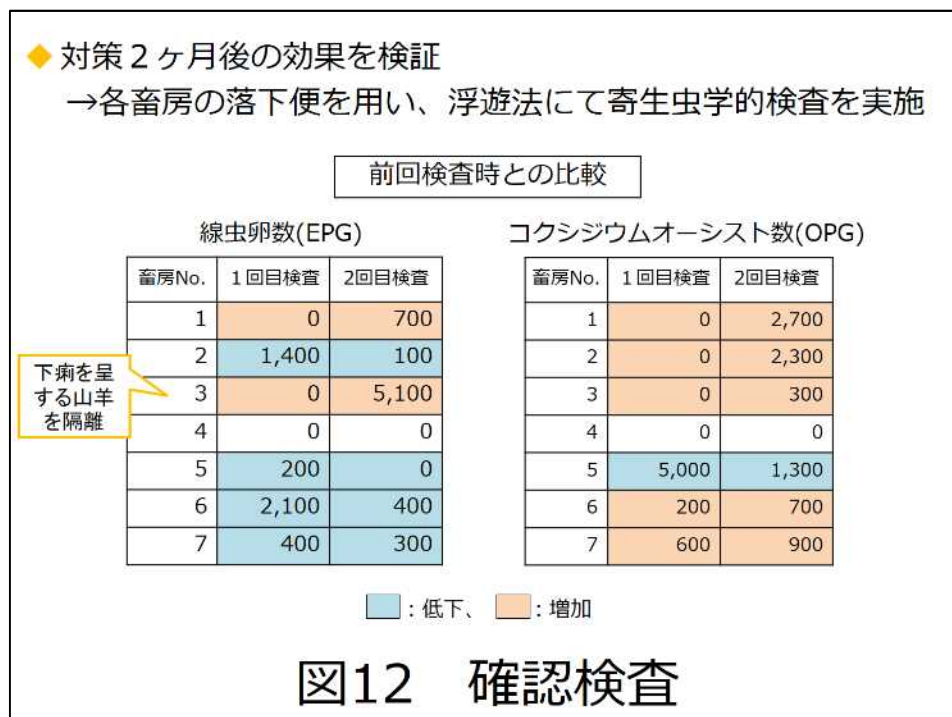 ◆ 対策2ヶ月後の効果を検証
→各畜房の落下便を用い、浮遊法にて寄生虫学的検査を実施
前回検査時との比較
線虫卵数(EPG)
畜房No. 1回目検査 2回目検査
1 0 700
2 1,400 100
3 0 5,100
4 0 0
5 200 0
6 2,100 400
7 400 300
下痢を呈
する山羊
を隔離
コクシジウムオーシスト数(OPG)
畜房No. 1回目検査 2回目検査
1 0 2,700
2 0 2,300
3 0 300
4 0 0
5 5,000 1,300
6 200 700
7 600 900
:低下、 :増加
図12 確認検査